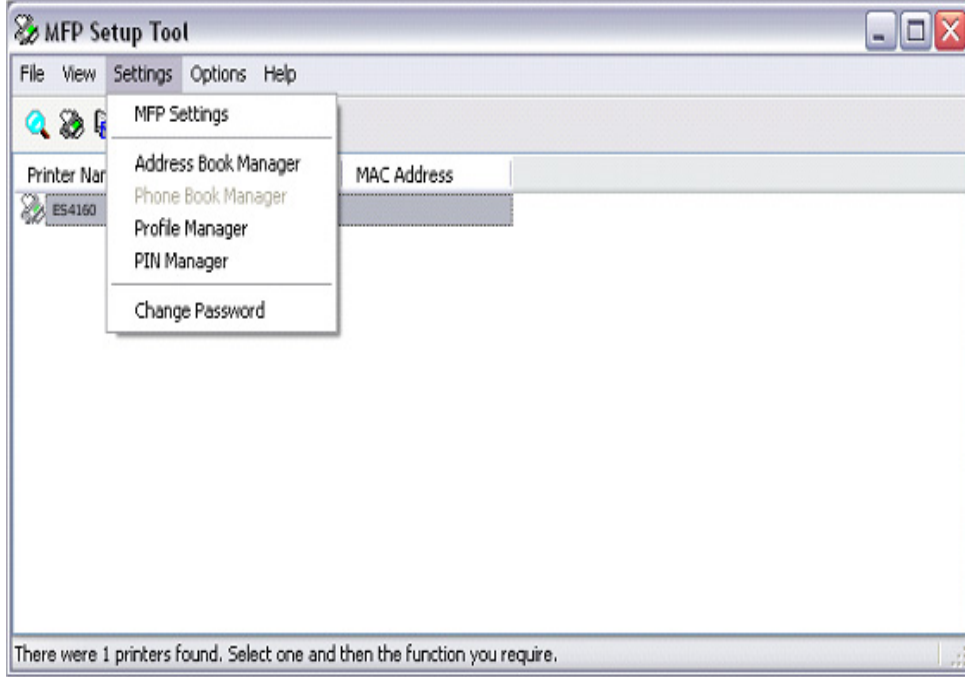 MFP Setup Tool
File View Settings Options Help
MFP Settings
Address Book Manager
Phone Book Manager
Profile Manager
PIN Manager
Change Password
Printer Nar MAC Address
ES4160
There were 1 printers found. Select one and then the function you require.